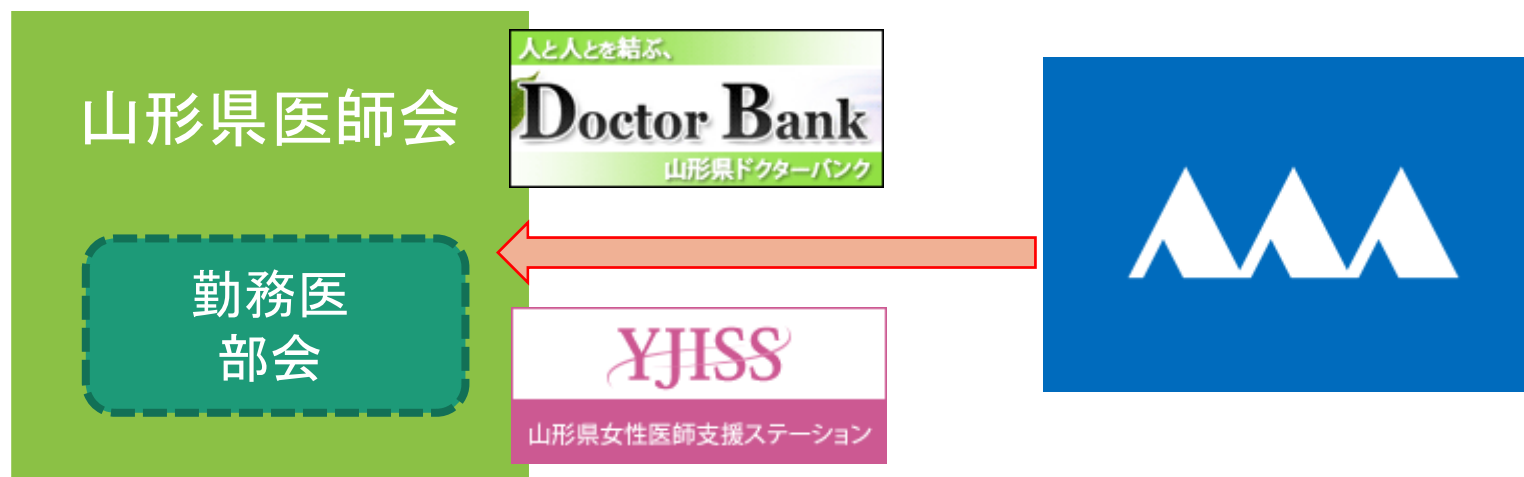 山形県医師会
勤務医
部会
人と人とを結ぶ、
Doctor Bank
山形県ドクターバンク
YJISS
山形県女性医師支援ステーション